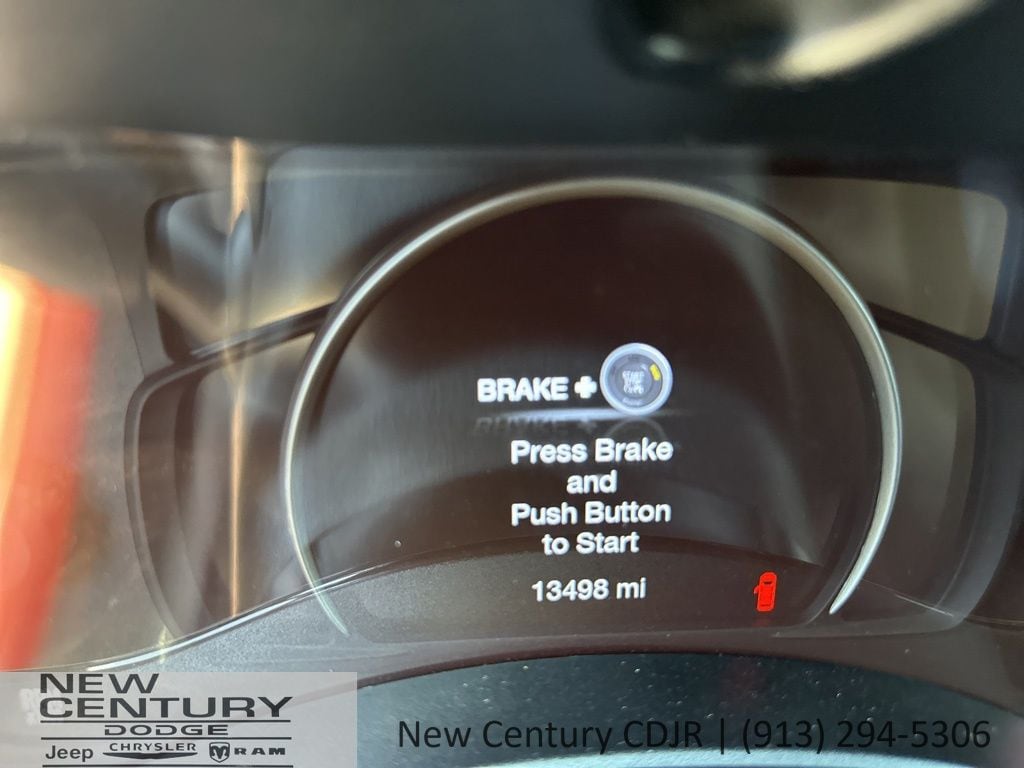 BRAKE +
START
Press Brake
and
Push Button
to Start
13498 mi
NEW
CENTURY
DODGE
Jeep CHRYSLER RAM
New Century CDJR | (913) 294-5306